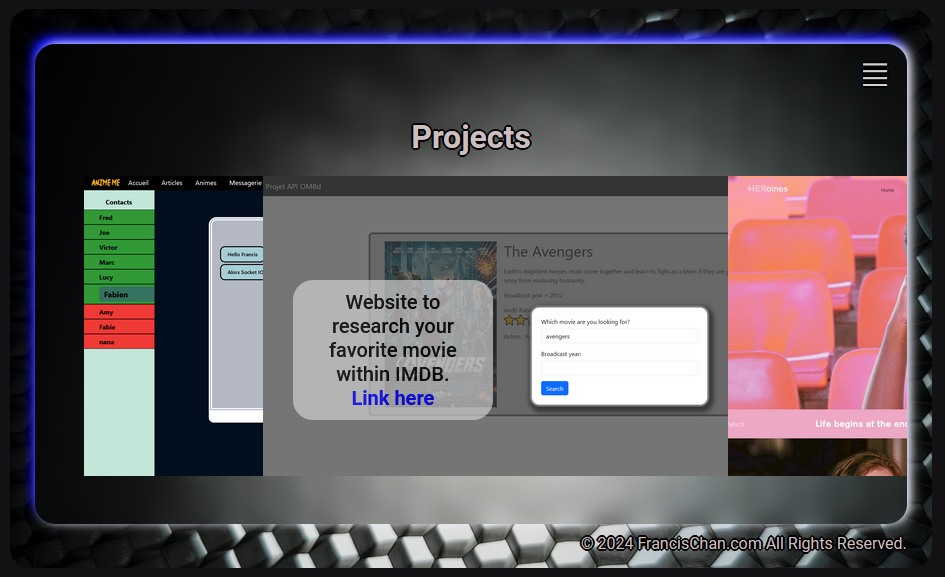 Projects
ANIME-ME Accueil Articles Animes Messagerie
Contacts
Fred
Joe
Victor
Marc
Lucy
Fabien
Amy
Fabie
nana
Hello Francis
Alors Socket IO
Projet API OMBd
The Avengers
Earth's mightiest heroes must come together and learn to fight as a team if they are
army from enslaving humanity.
Broadcast year = 2012
Imdb
Actors :
Website to
research your
favorite movie
within IMDB.
Link here
Which movie are you looking for?
avengers
Broadcast year:
Search
HERoines Home
Life begins at the end
© 2024 FrancisChan.com All Rights Reserved.